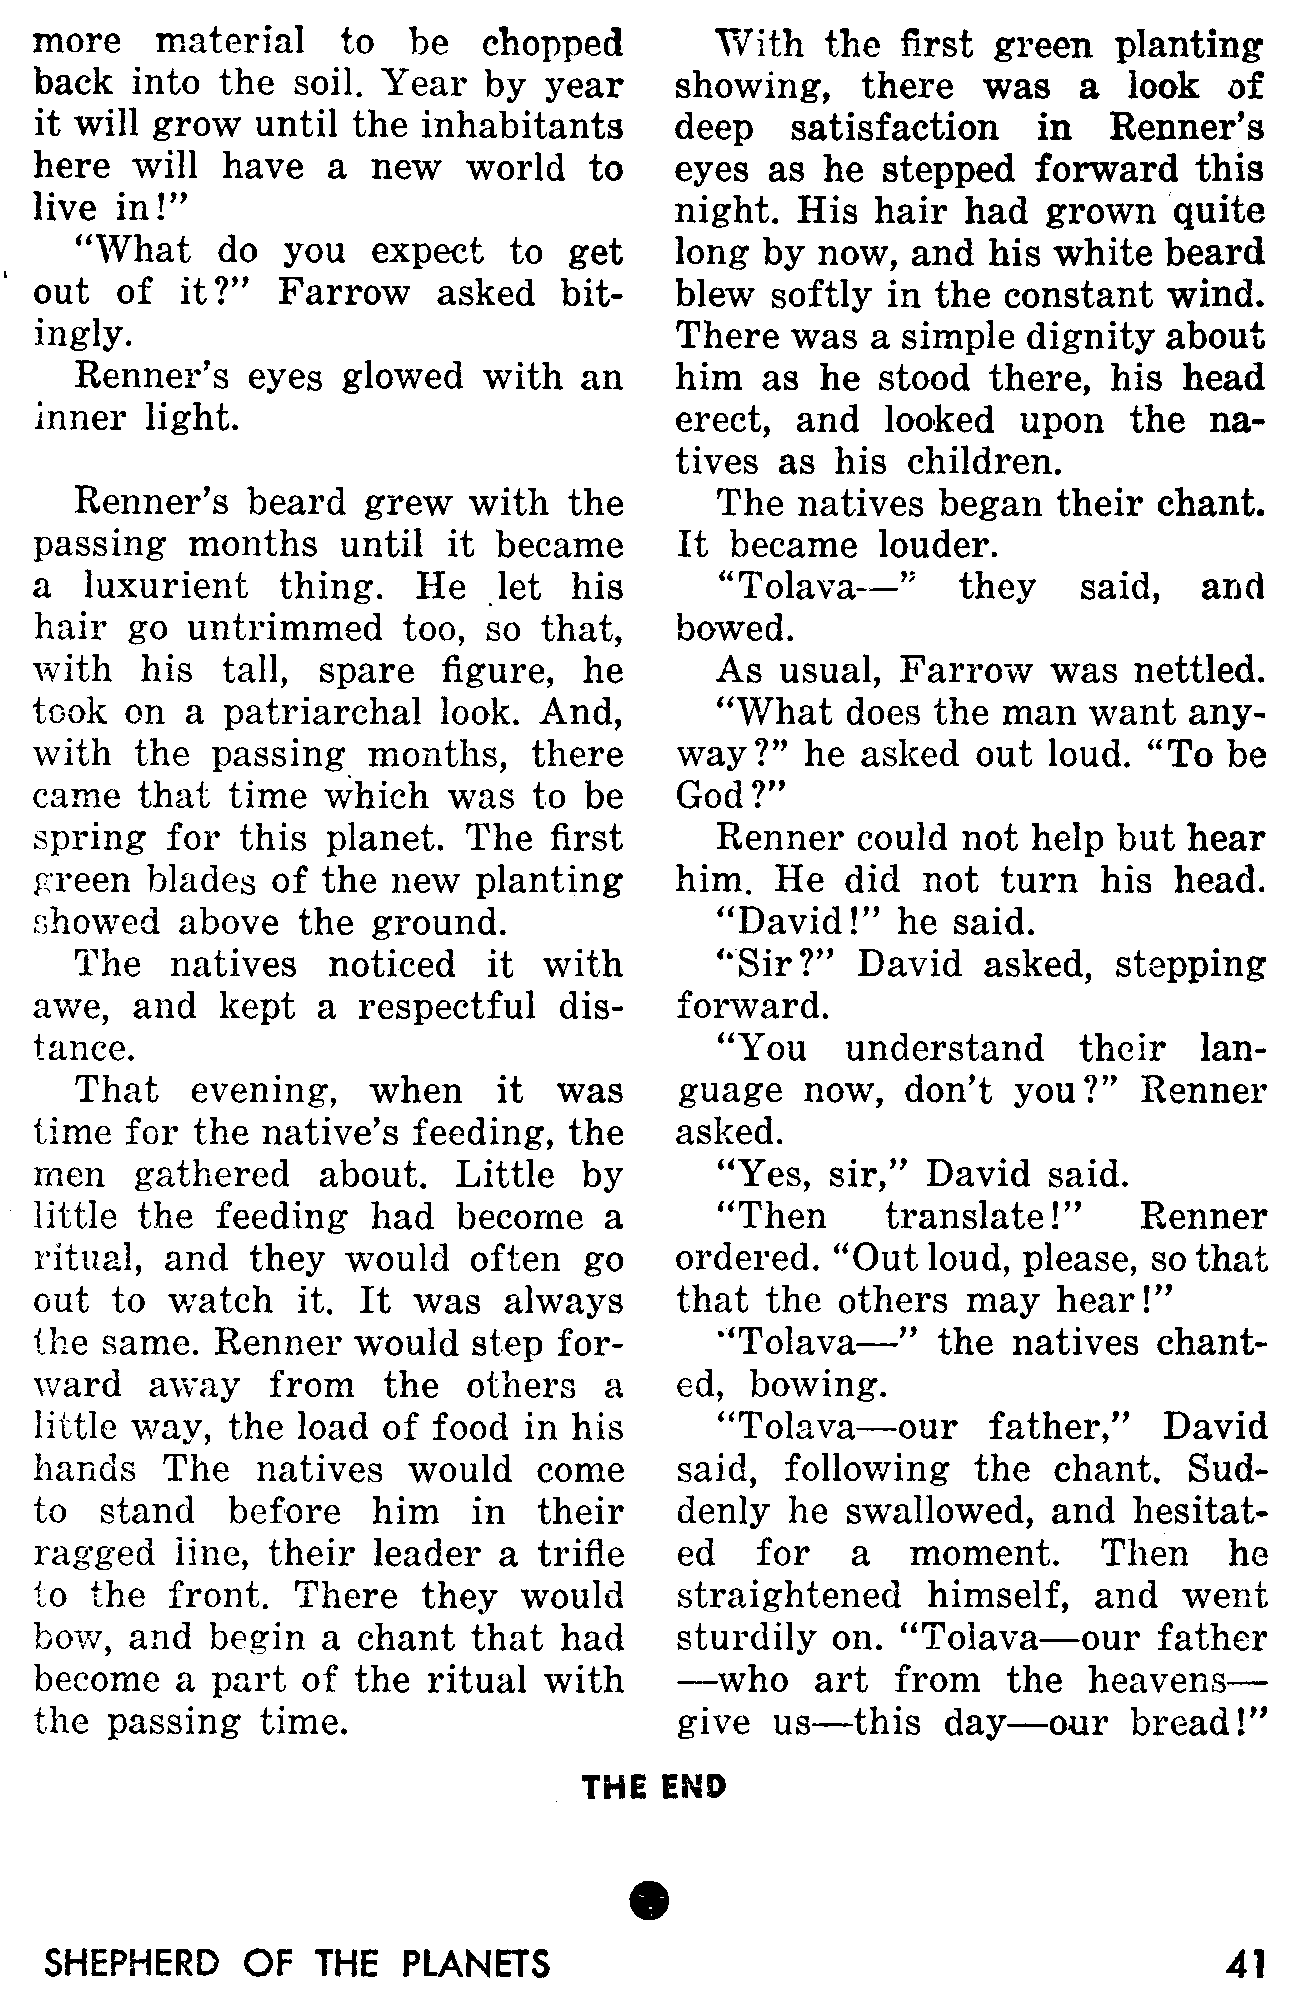 more material to be chopped
back into the soil. Year by year
it will grow until the inhabitants
here will have a new world to
live in!”
“What do you expect to get
out of it?” Farrow asked bit-
ingly.
Renner’s eyes glowed with an
inner light.
Renner’s beard grew with the
passing months until it became
a luxurient thing. He let his
hair go untrimmed too, so that,
with his tall, spare figure, he
took on a patriarchal look. And,
with the passing months, there
came that time which was to be
spring for this planet. The first
green blades of the new planting
showed above the ground.
The natives noticed it with
awe, and kept a respectful dis-
tance.
That evening, when it was
time for the native’s feeding, the
men gathered about. Little by
little the feeding had become a
ritual, and they would often go
out to watch it. It was always
the same. Renner would step for-
ward away from the others a
little way, the load of food in his
hands The natives would come
to stand before him in their
ragged line, their leader a trifle
to the front. There they would
bow, and begin a chant that had
become a part of the ritual with
the passing time.
With the first green planting
showing, there was a look of
deep satisfaction in Renner’s
eyes as he stepped forward this
night. His hair had grown quite
long by now, and his white beard
blew softly in the constant wind.
There was a simple dignity about
him as he stood there, his head
erect, and looked upon the na-
tives as his children.
The natives began their chant.
It became louder.
“Tolava—” they said, and
bowed.
As usual, Farrow was nettled.
“What does the man want any-
way?” he asked out loud. “To be
God?”
Renner could not help but hear
him. He did not turn his head.
“David!” he said.
“Sir?” David asked, stepping
forward.
“You understand their lan-
guage now, don’t you?” Renner
asked.
“Yes, sir,” David said.
“Then translate!” Renner
ordered. “Out loud, please, so that
that the others may hear!”
“Tolava—” the natives chant-
ed, bowing.
“Tolava—our father,” David
said, following the chant. Sud-
denly he swallowed, and hesitat-
ed for a moment. Then he
straightened himself, and went
sturdily on. “Tolava—our father
—who art from the heavens—
give us—this day—our bread!”
THE END
SHEPHERD OF THE PLANETS 41